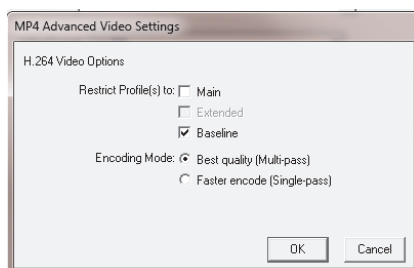 MP4 Advanced Video Settings
H.264 Video Options
Restrict Profile(s) to: Main
Extended
Baseline
Encoding Mode: Best quality (Multi-pass)
Faster encode (Single-pass)
OK Cancel